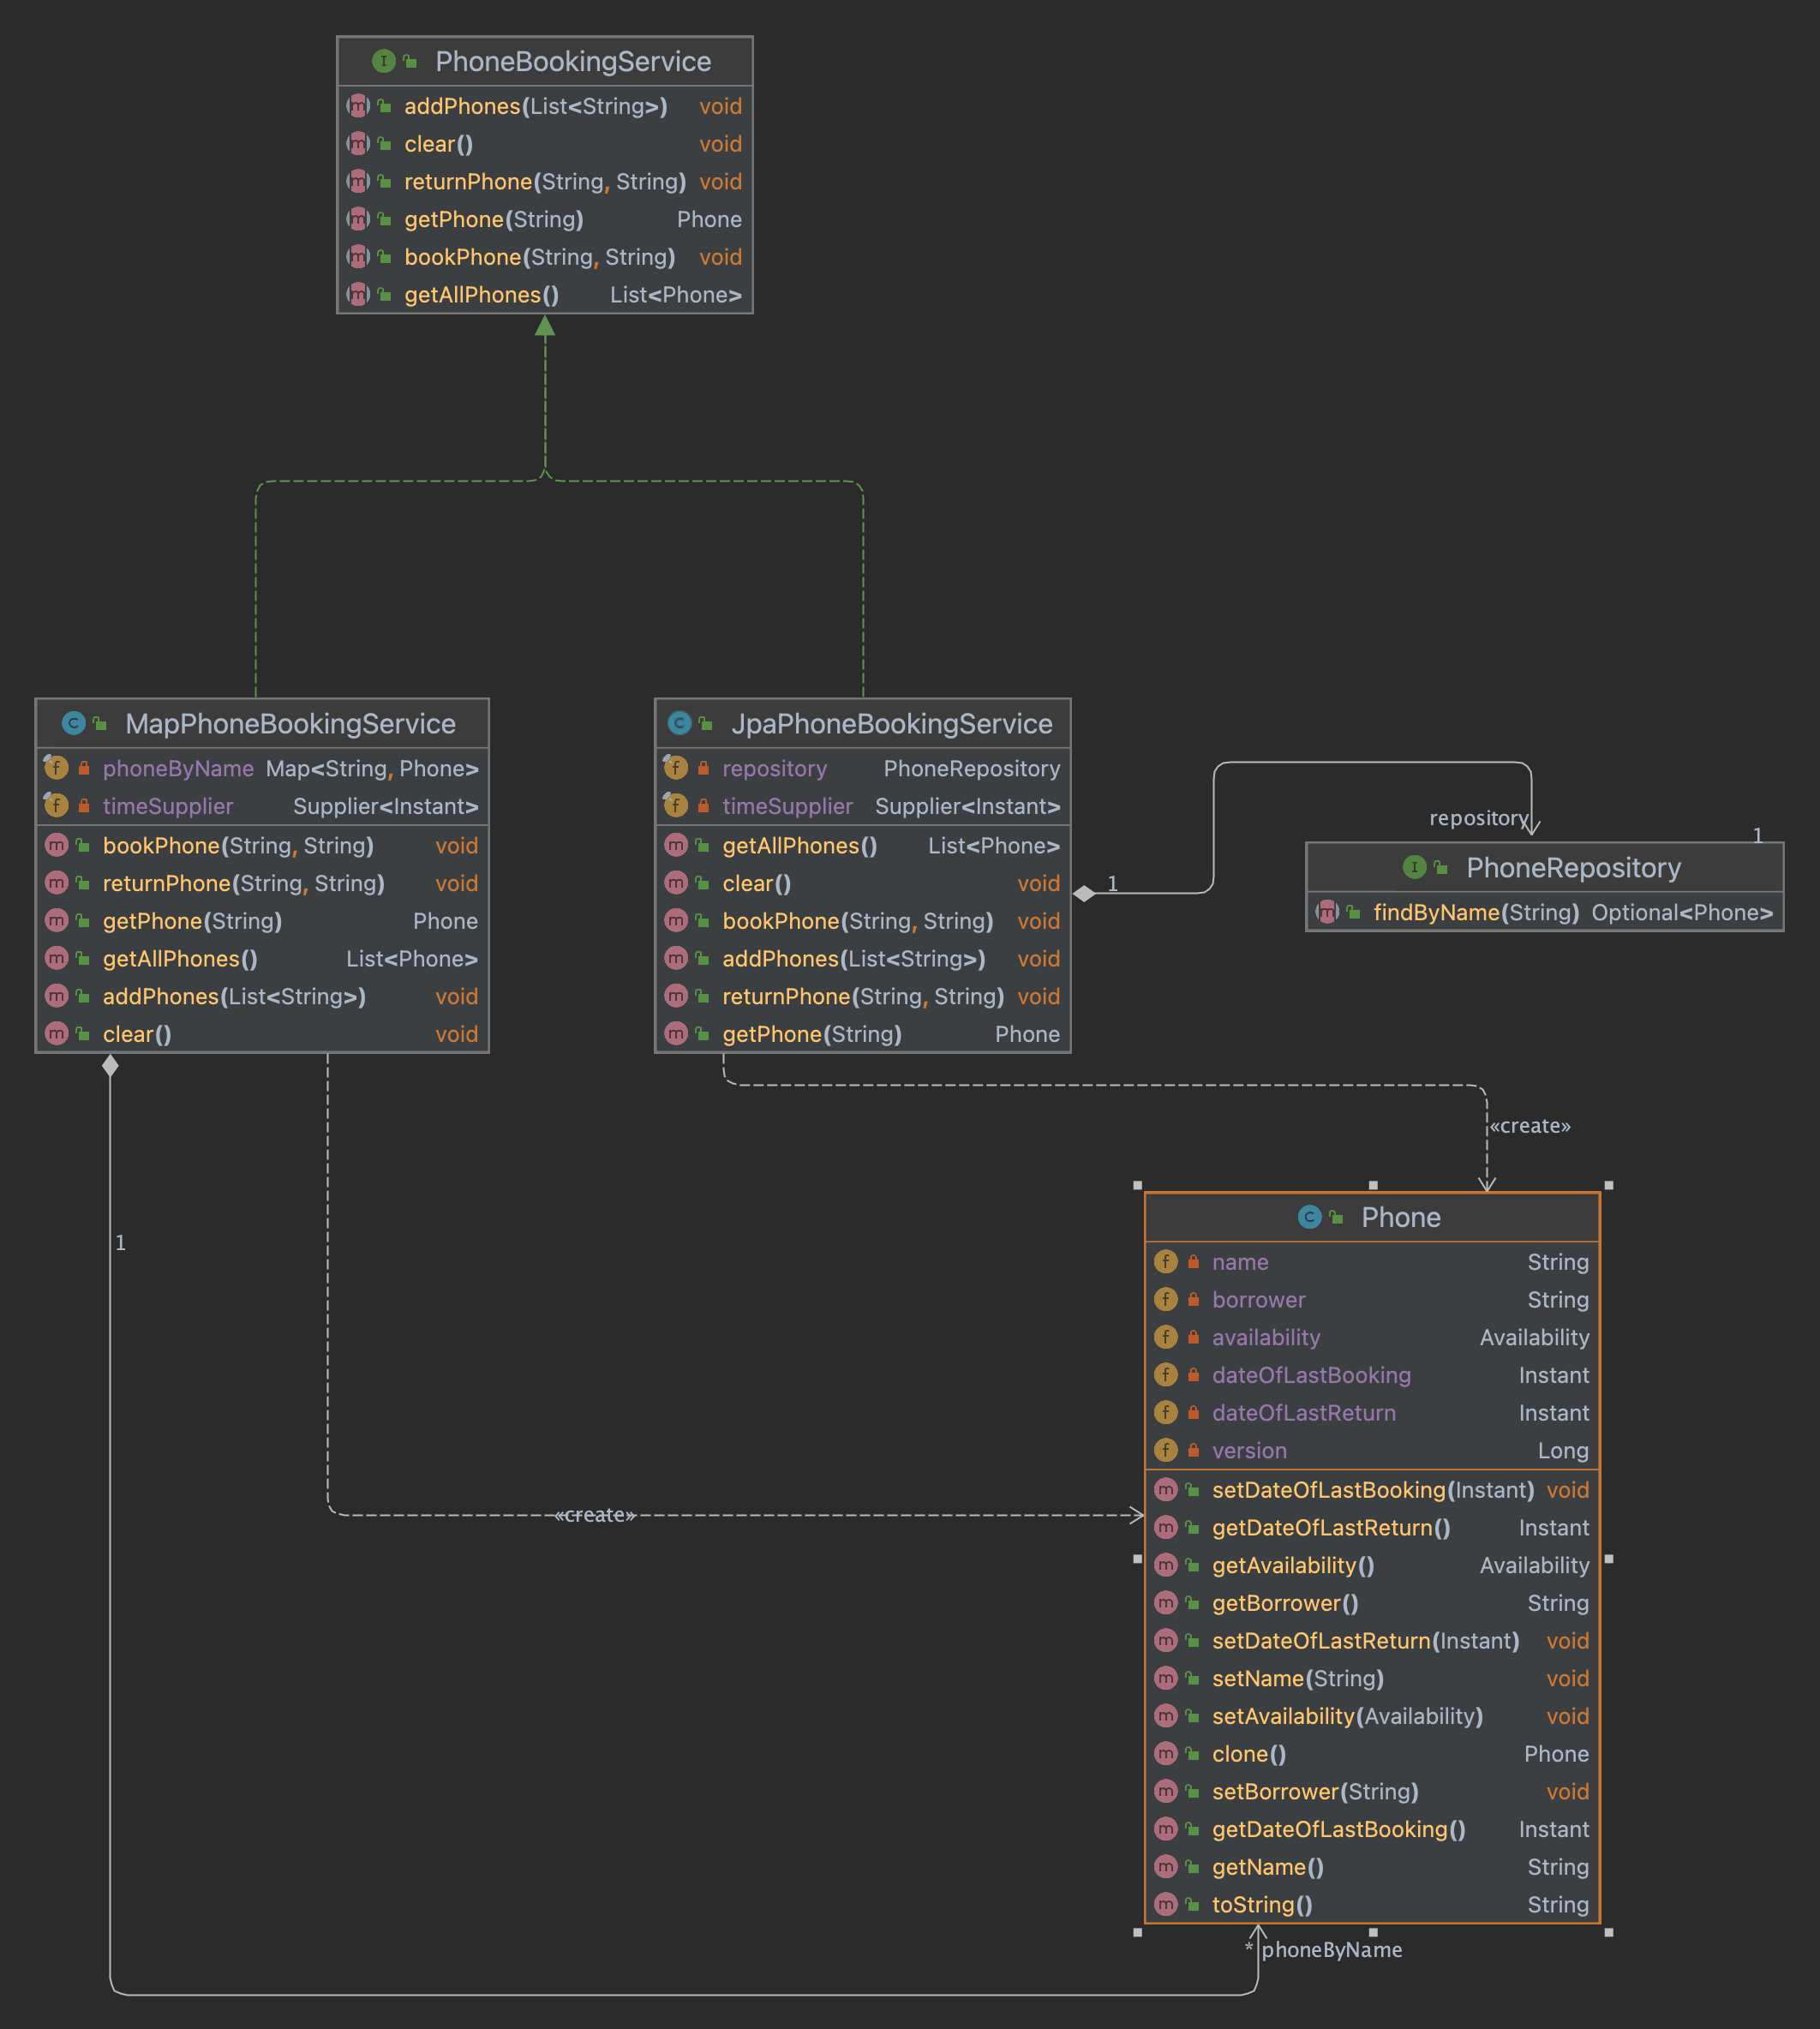 PhoneBookingService
addPhones(List<String>) void
clear() void
returnPhone(String, String) void
getPhone(String) Phone
bookPhone(String, String) void
getAllPhones() List<Phone>
MapPhoneBookingService
phoneByName Map<String, Phone>
timeSupplier Supplier<Instant>
bookPhone(String, String) void
returnPhone(String, String) void
getPhone(String) Phone
getAllPhones() List<Phone>
addPhones(List<String>) void
clear() void
JpaPhoneBookingService
repository PhoneRepository
timeSupplier Supplier<Instant>
getAllPhones() List<Phone>
clear() void
bookPhone(String, String) void
addPhones(List<String>) void
returnPhone(String, String) void
getPhone(String) Phone
1
repository
1
PhoneRepository
findByName(String) Optional<Phone>
«create»
1
«create»
Phone
name String
borrower String
availability Availability
dateOfLastBooking Instant
dateOfLastReturn Instant
version Long
setDateOfLastBooking(Instant) void
getDateOfLastReturn() Instant
getAvailability() Availability
getBorrower() String
setDateOfLastReturn(Instant) void
setName(String) void
setAvailability(Availability) void
clone() Phone
setBorrower(String) void
getDateOfLastBooking() Instant
getName() String
toString() String
* phoneByName